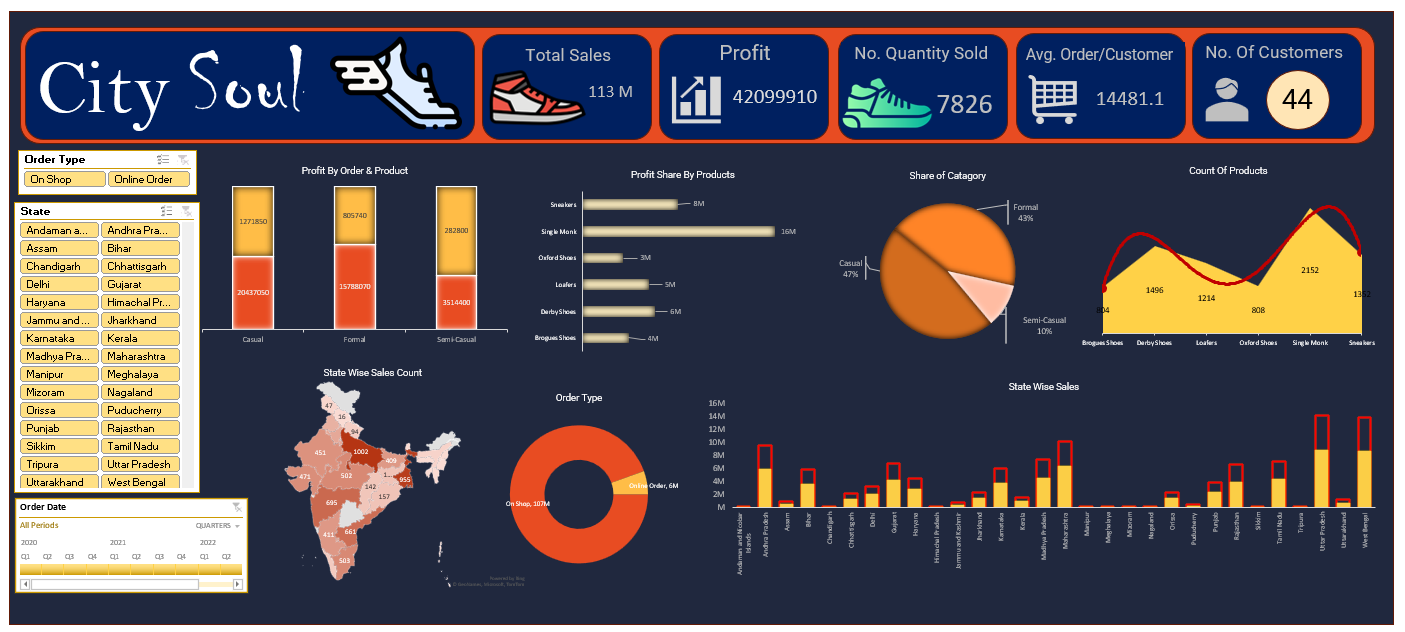 City Soul
Total Sales
113 M
Profit
42099910
No. Quantity Sold
7826
Avg. Order/Customer
14481.1
No. Of Customers
44
Order Type
On Shop
Online Order
State
Andaman a...
Andhra Pra...
Assam
Bihar
Chandigarh
Chhattisgarh
Delhi
Gujarat
Haryana
Himachal Pr...
Jammu and ...
Jharkhand
Karnataka
Kerala
Madhya Pra...
Maharashtra
Manipur
Meghalaya
Mizoram
Nagaland
Orissa
Puducherry
Punjab
Rajasthan
Sikkim
Tamil Nadu
Tripura
Uttar Pradesh
Uttarakhand
West Bengal
Order Date
All Periods
QUARTERS
2020
2021
2022
Q1
Q2
Q3
Q4
Q1
Q2
Q3
Q4
Q1
Q2
Profit By Order & Product
1271850
805740
282800
20437050
15788070
3514400
Casual
Formal
Semi-Casual
Profit Share By Products
Sneakers
8M
Single Monk
16M
Oxford Shoes
3M
Loafers
5M
Derby Shoes
6M
Brogues Shoes
4M
Share of Catagory
Formal
43%
Casual
47%
Semi-Casual
10%
Count Of Products
804
1496
1214
808
2152
1352
Brogues Shoes
Derby Shoes
Loafers
Oxford Shoes
Single Monk
Sneakers
State Wise Sales Count
47
16
94
451
1002
409
471
502
142
1...
955
157
695
661
411
503
Powered by Bing
Order Type
On Shop, 107M
Online Order, 6M
State Wise Sales
16M
14M
12M
10M
8M
6M
4M
2M
M
Andaman and Nicobar
Islands
Andhra Pradesh
Assam
Bihar
Chandigarh
Chhattisgarh
Delhi
Gujarat
Haryana
Himachal Pradesh
Jammu and Kashmir
Jharkhand
Karnataka
Kerala
Madhya Pradesh
Maharashtra
Manipur
Meghalaya
Mizoram
Nagaland
Orissa
Puducherry
Punjab
Rajasthan
Sikkim
Tamil Nadu
Tripura
Uttar Pradesh
Uttarakhand
West Bengal